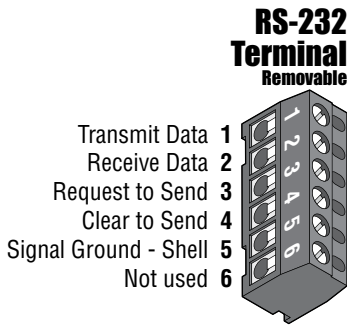 RS-232
Terminal
Removable
Transmit Data 1
Receive Data 2
Request to Send 3
Clear to Send 4
Signal Ground - Shell 5
Not used 6
1
2
3
4
5
6